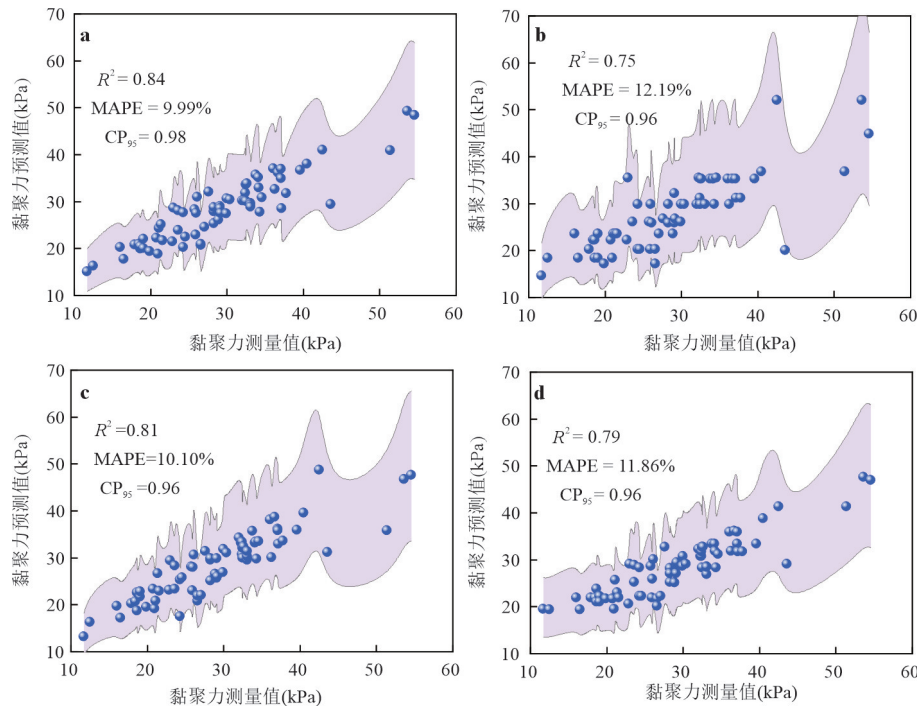 a
R² = 0.84
MAPE = 9.99%
CP₉₅ = 0.98
黏聚力预测值(kPa)
70
60
50
40
30
20
10
10 20 30 40 50 60
黏聚力测量值(kPa)
b
R² = 0.75
MAPE = 12.19%
CP₉₅ = 0.96
黏聚力预测值(kPa)
70
60
50
40
30
20
10
10 20 30 40 50 60
黏聚力测量值(kPa)
c
R² =0.81
MAPE=10.10%
CP₉₅=0.96
黏聚力预测值(kPa)
70
60
50
40
30
20
10
10 20 30 40 50 60
黏聚力测量值(kPa)
d
R² = 0.79
MAPE = 11.86%
CP₉₅ = 0.96
黏聚力预测值(kPa)
70
60
50
40
30
20
10
10 20 30 40 50 60
黏聚力测量值(kPa)